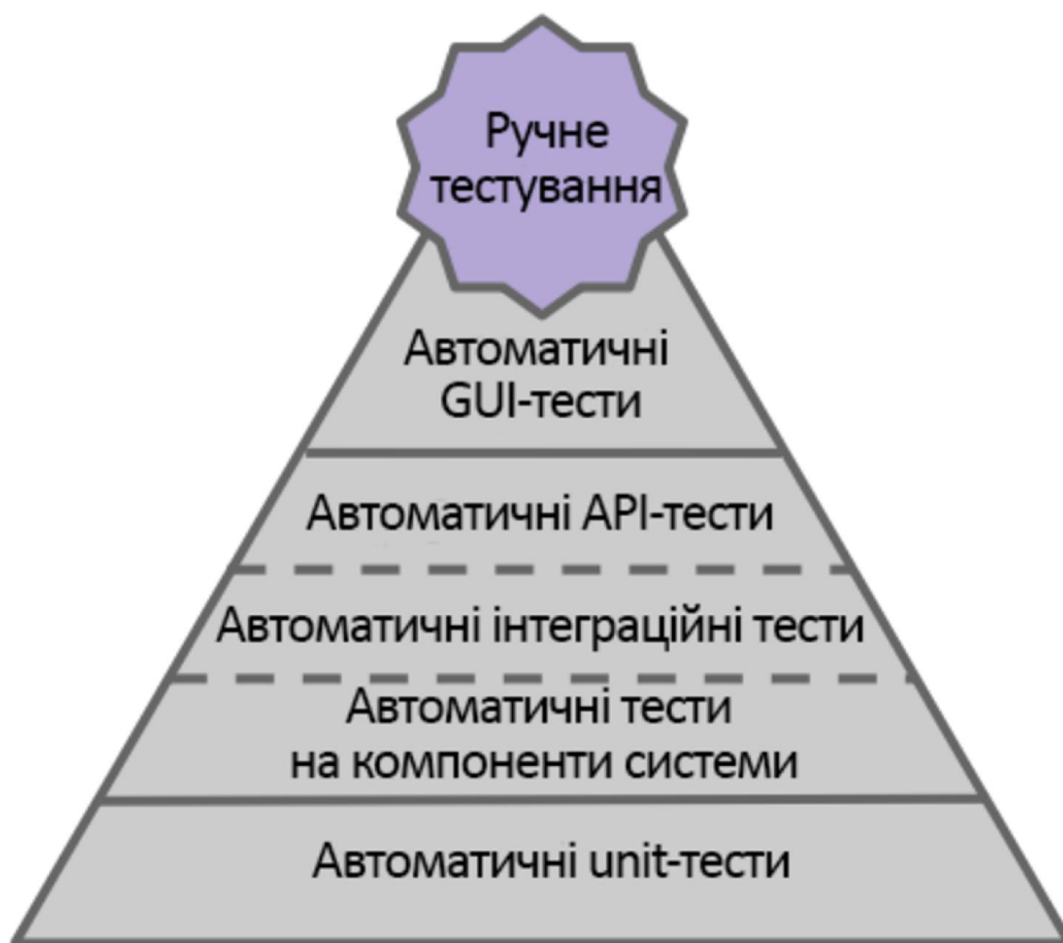 Ручне
тестування
Автоматичні
GUI-тести
Автоматичні API-тести
Автоматичні інтеграційні тести
Автоматичні тести
на компоненти системи
Автоматичні unit-тести